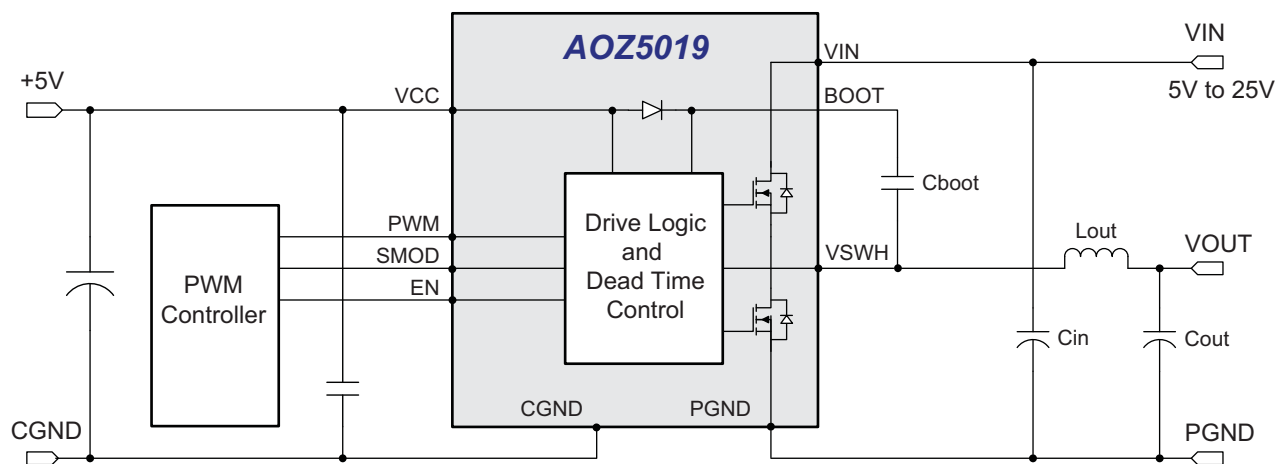 AOZ5019
VIN
VIN
5V to 25V
+5V
VCC
BOOT
Cboot
PWM
SMOD
EN
PWM
Controller
Drive Logic
and
Dead Time
Control
VSWH
Lout
VOUT
Cin
Cout
CGND
PGND
CGND
PGND